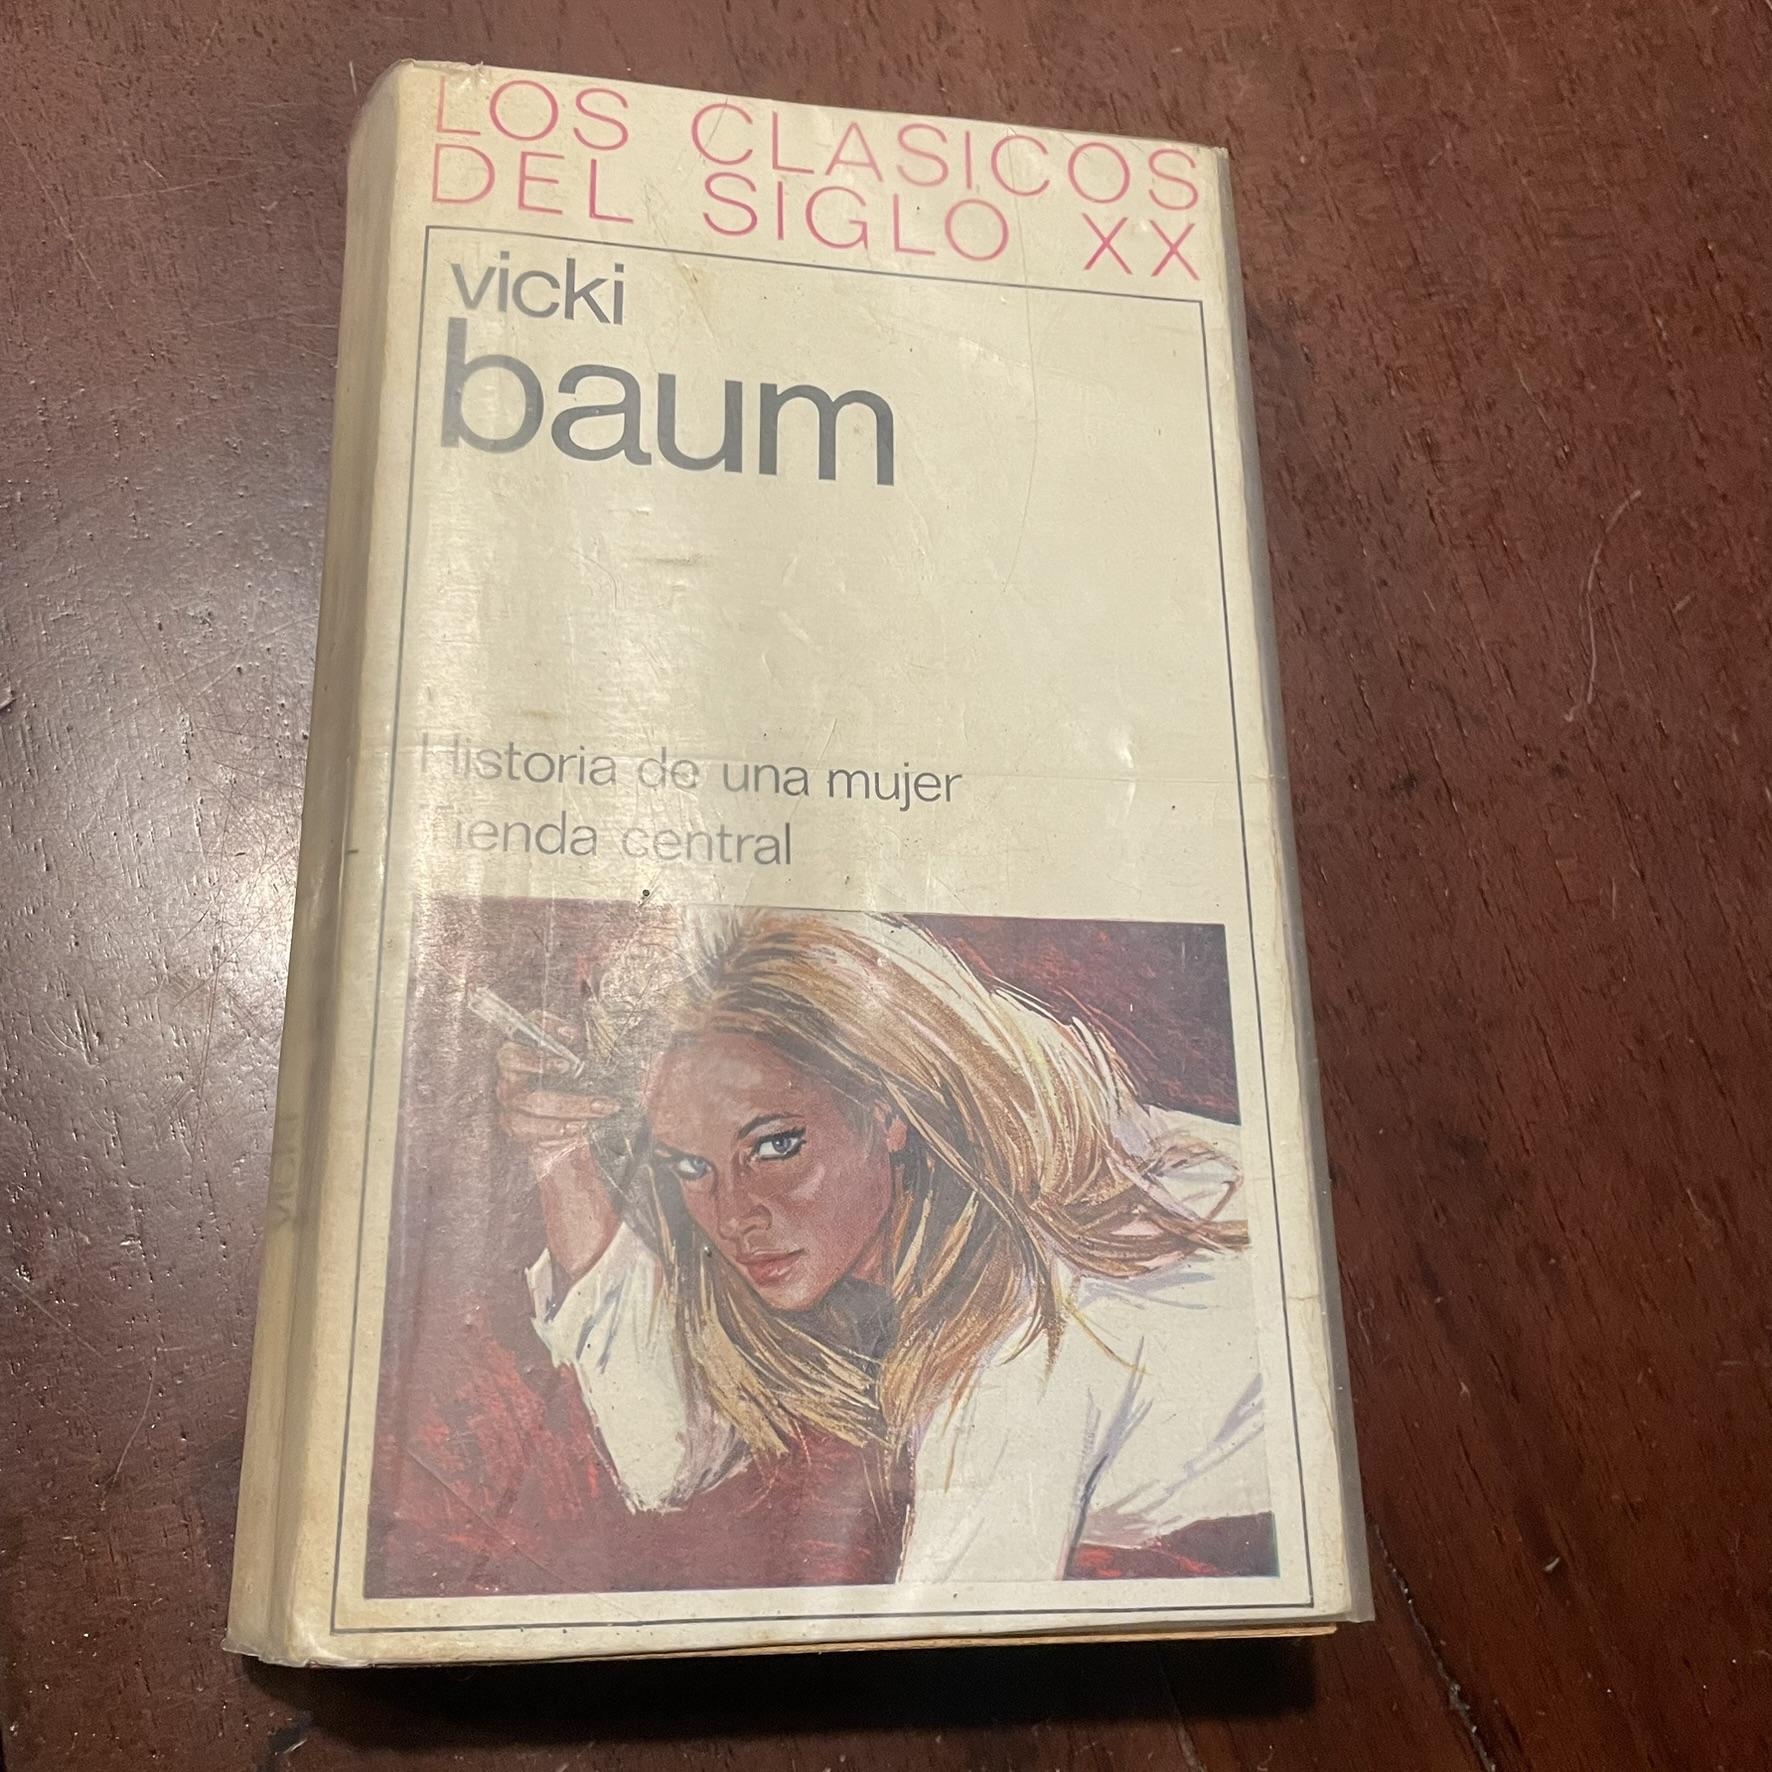 LOS CLASICOS
DEL SIGLO XX
vicki
baum
Historia de una mujer
Tienda central